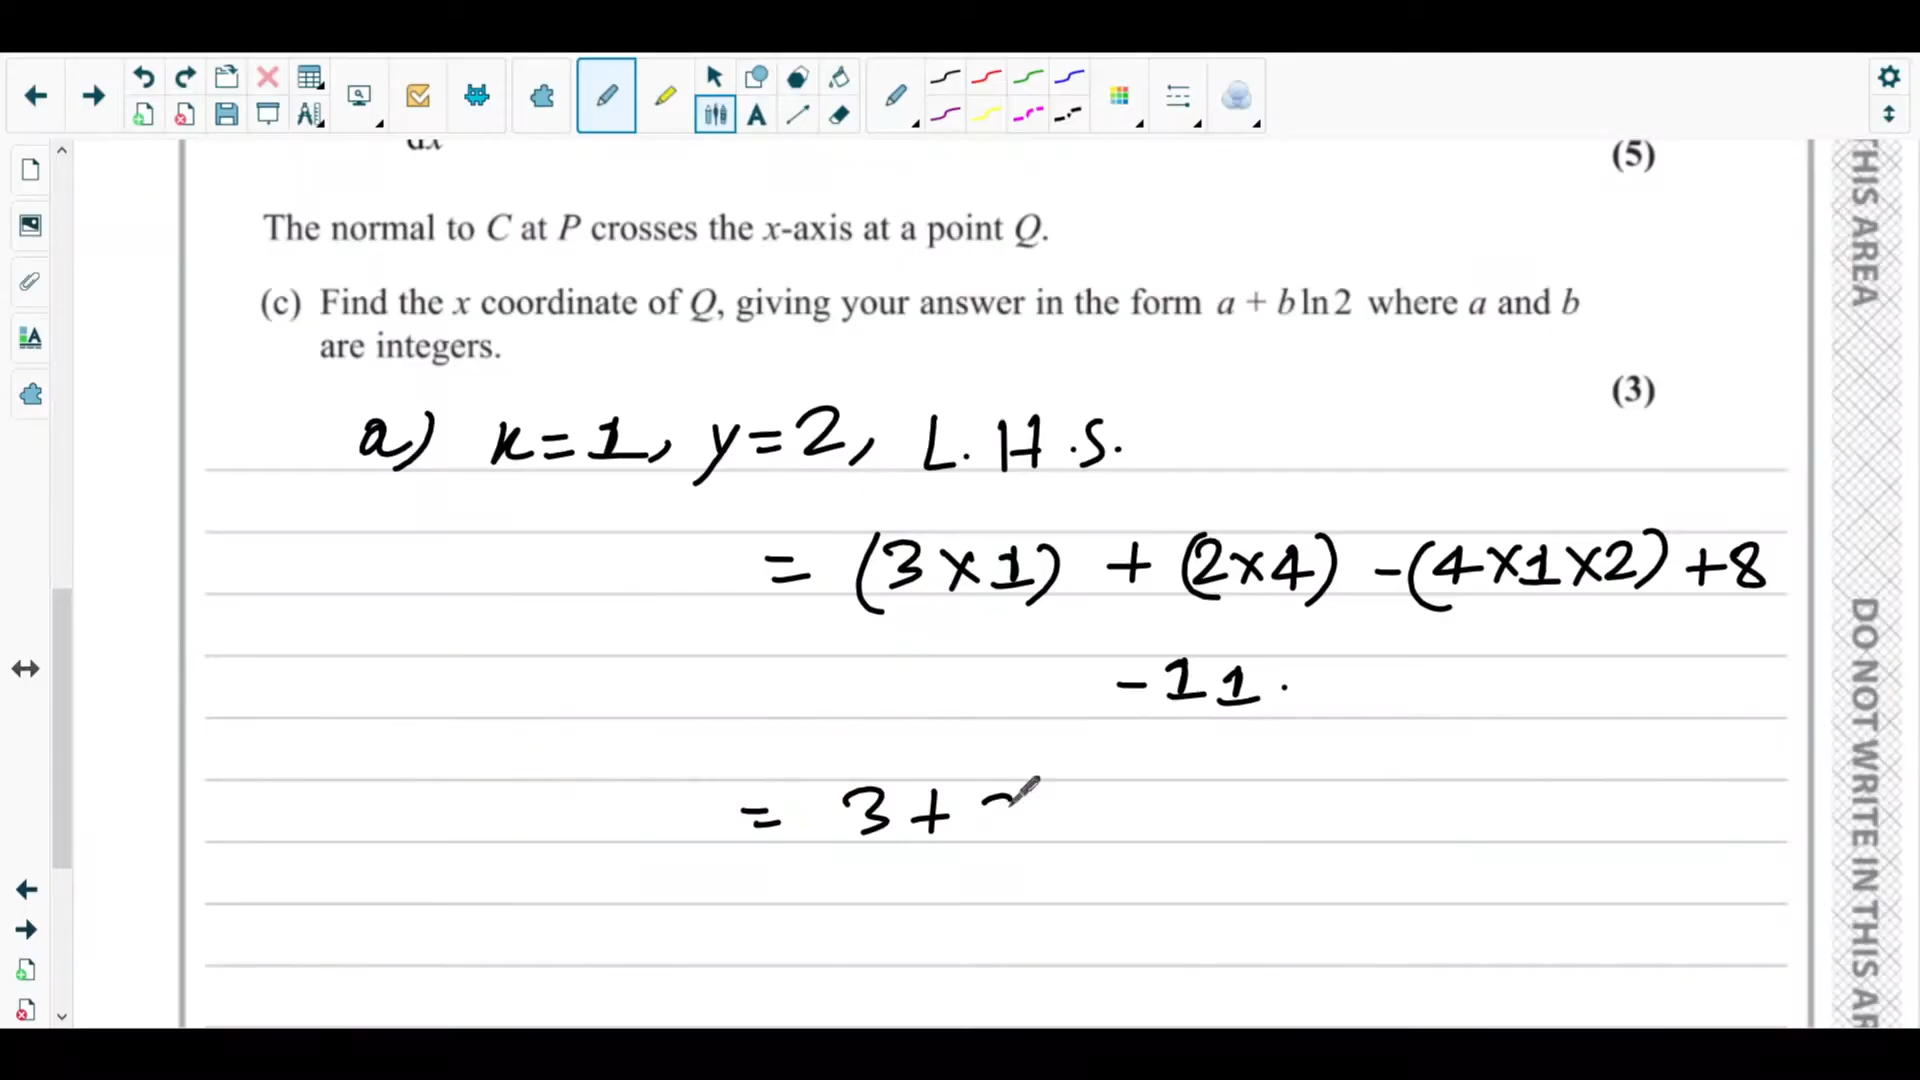 (5)
The normal to C at P crosses the x-axis at a point Q.
(c) Find the x coordinate of Q, giving your answer in the form a + b ln 2 where a and b
are integers.
(3)
a) x=1, y=2, L.H.S.
= (3×1) + (2×4) -(4×1×2) +8
-11.
= 3 +
HIS AREA
DO NOT WRITE IN THIS AR